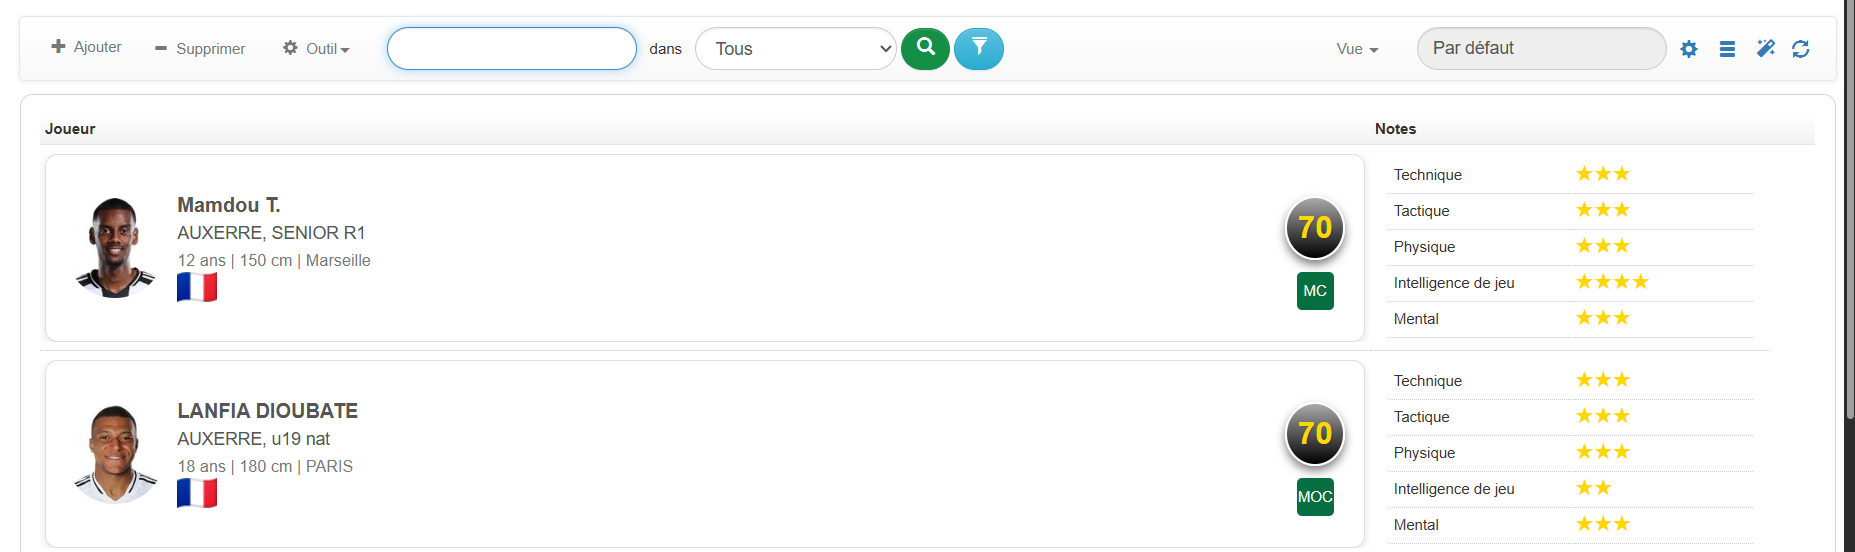 Ajouter Supprimer Outil dans Tous Vue Par défaut
Joueur Notes
Mamdou T.
AUXERRE, SENIOR R1
12 ans | 150 cm | Marseille
70
MC
Technique
Tactique
Physique
Intelligence de jeu
Mental
LANFIA DIOUBATE
AUXERRE, u19 nat
18 ans | 180 cm | PARIS
70
MOC
Technique
Tactique
Physique
Intelligence de jeu
Mental